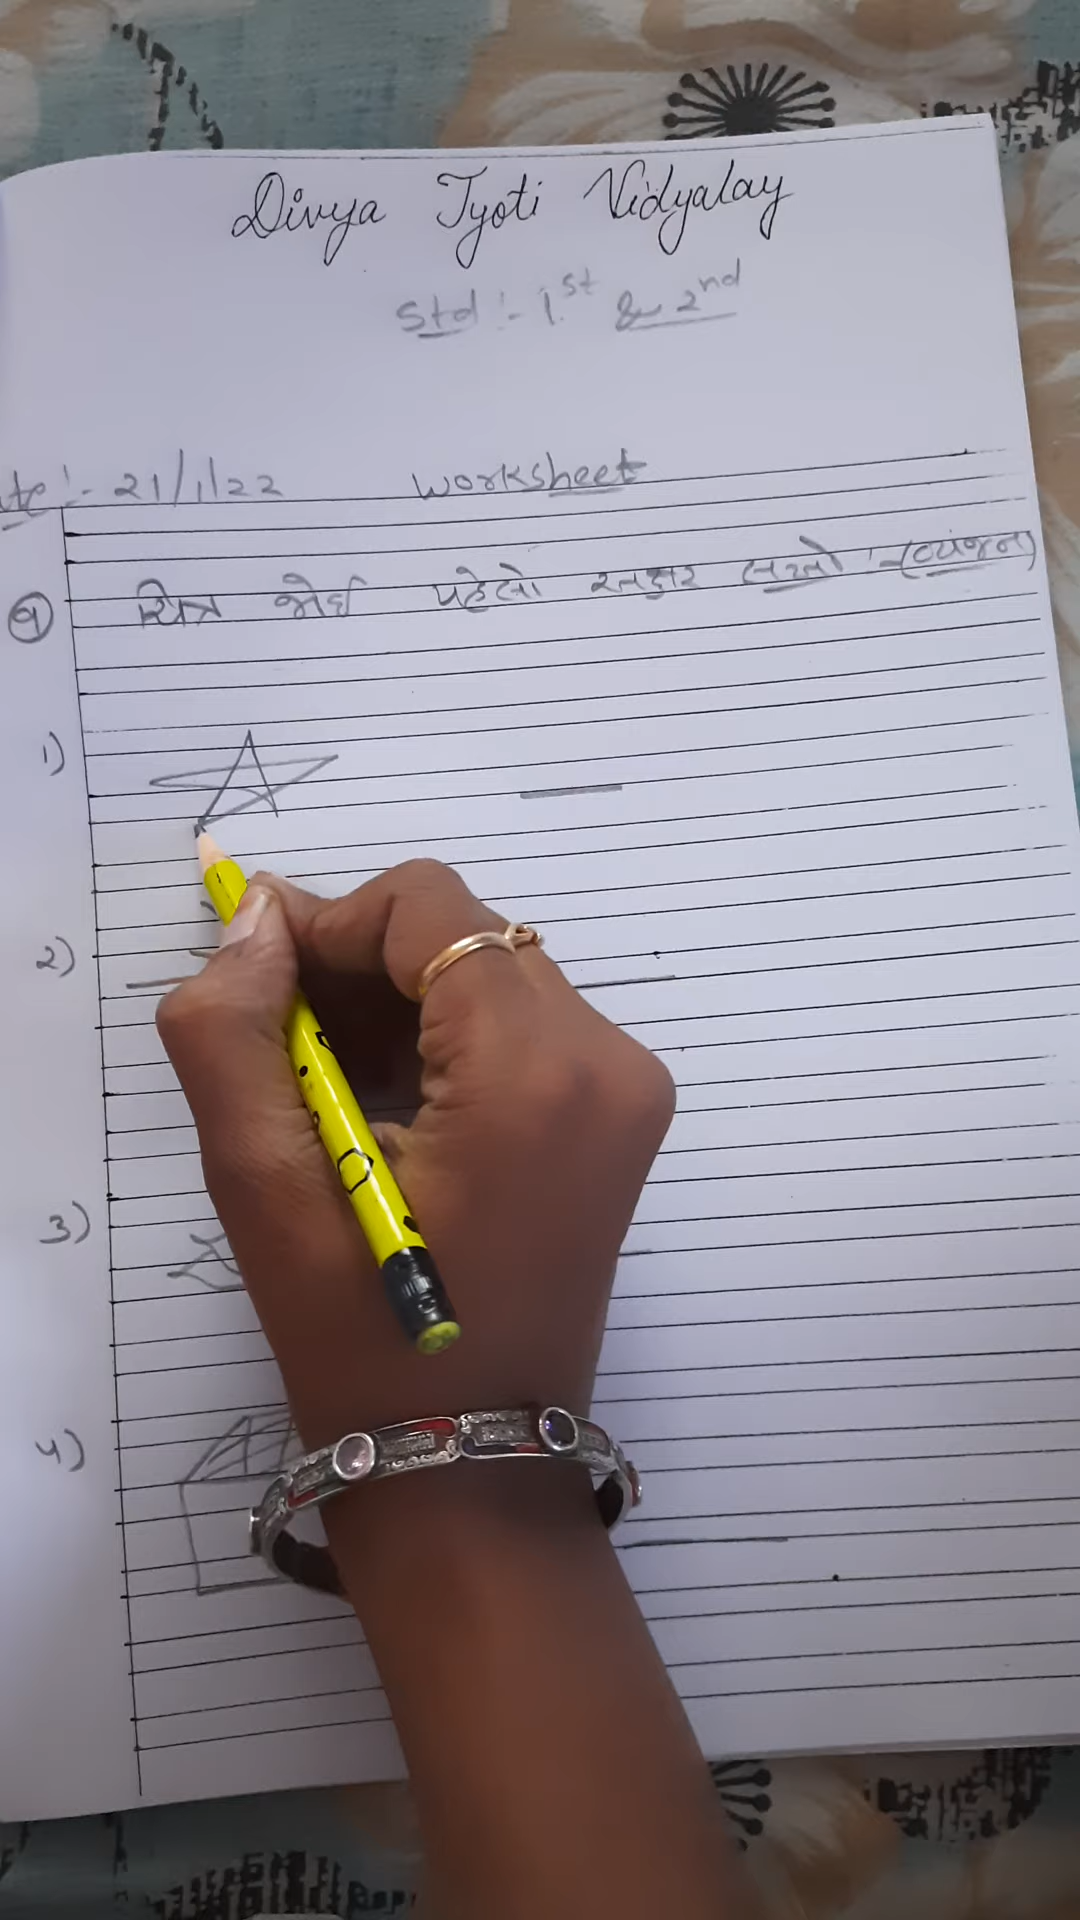 Divya Jyoti Vidyalay
Std :- 1st & 2nd
te :- 21/1/22 Worksheet
૧ ચિત્ર જોઈ પહેલો અક્ષર લખો :- (વ્યંજન)
1)
2)
3)
૫)